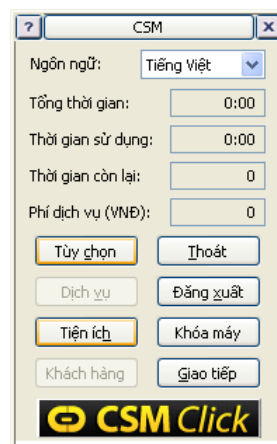 ? CSM X
Ngôn ngữ: Tiếng Việt
Tổng thời gian: 0:00
Thời gian sử dụng: 0:00
Thời gian còn lại: 0
Phí dịch vụ (VNĐ): 0
Tùy chọn Thoát
Dịch vụ Đăng xuất
Tiện ích Khóa máy
Khách hàng Giao tiếp
CSM Click